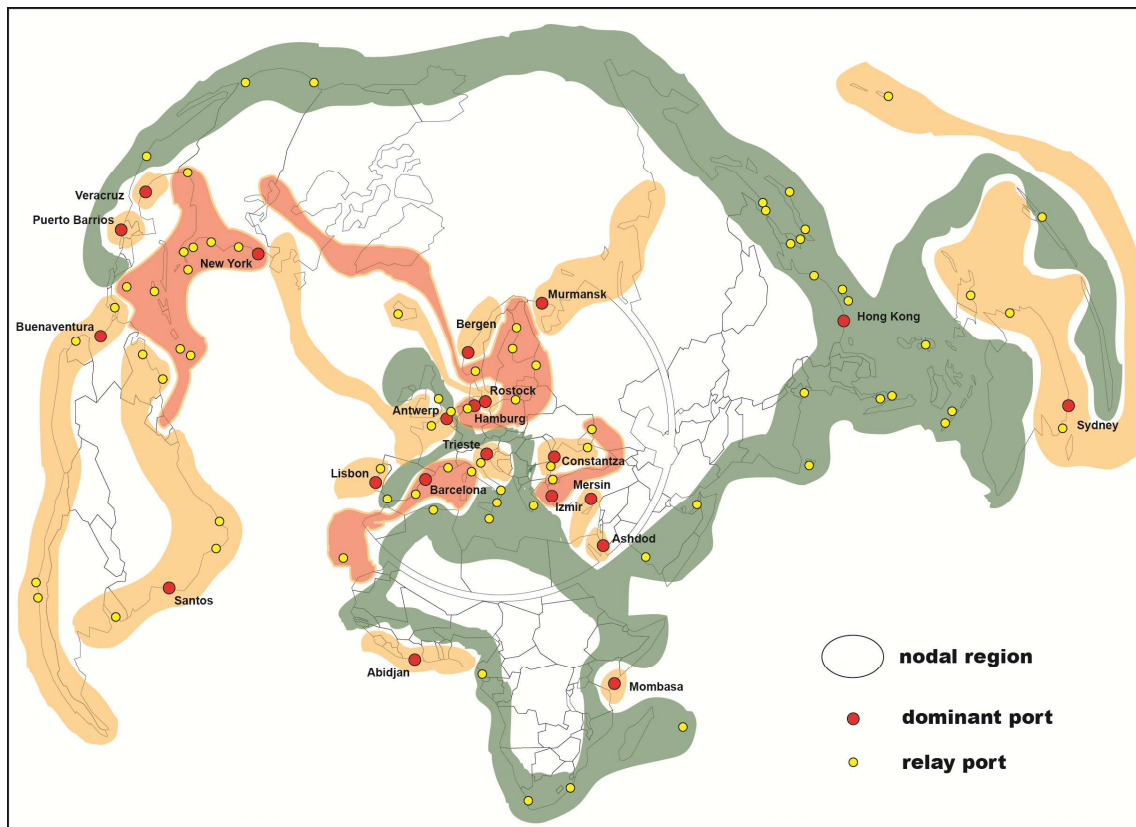 Veracruz
Puerto Barrios
New York
Buenaventura
Murmansk
Bergen
Hong Kong
Rostock
Antwerp
Hamburg
Sydney
Trieste
Lisbon
Constantza
Barcelona
Mersin
Izmir
Ashdod
Santos
Abidjan
Mombasa
nodal region
dominant port
relay port